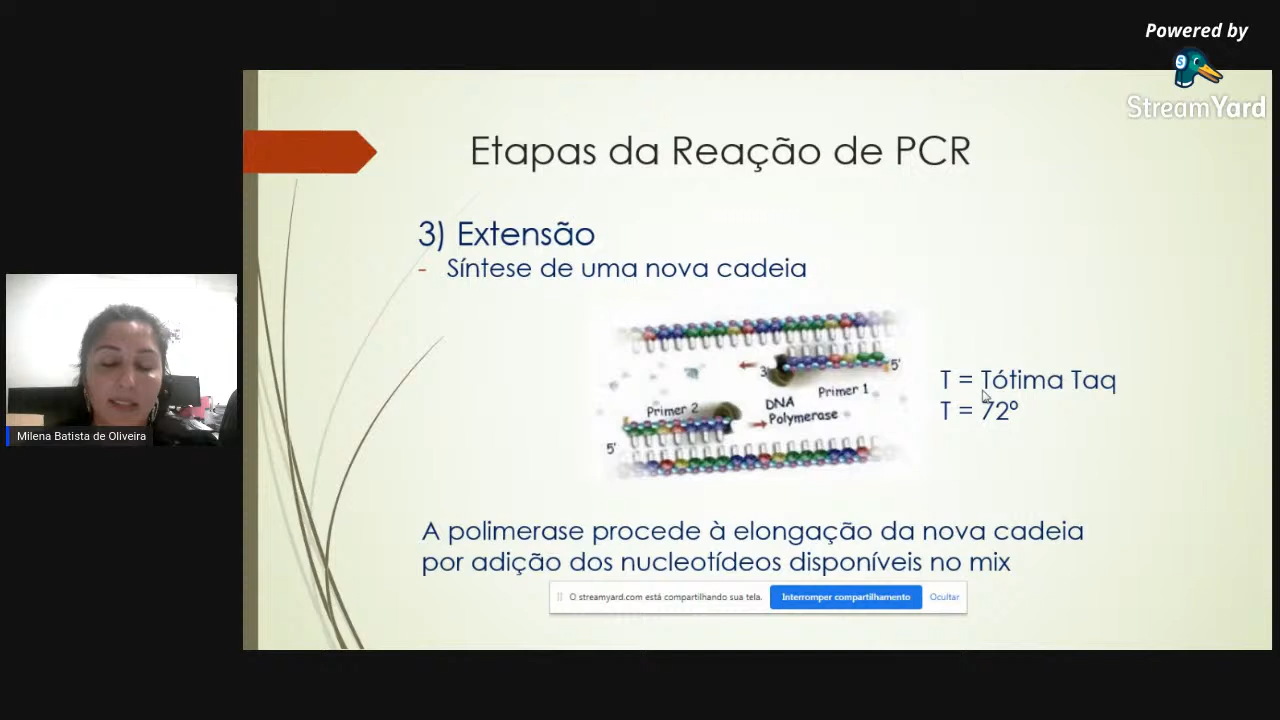 Powered by
StreamYard
Etapas da Reação de PCR
3) Extensão
- Síntese de uma nova cadeia
3'
5'
Primer 1
DNA
Polymerase
Primer 2
5'
T = Tótima Taq
T = 72º
A polimerase procede à elongação da nova cadeia
por adição dos nucleotídeos disponíveis no mix
O streamyard.com está compartilhando sua tela.
Interromper compartilhamento
Ocultar
Milena Batista de Oliveira